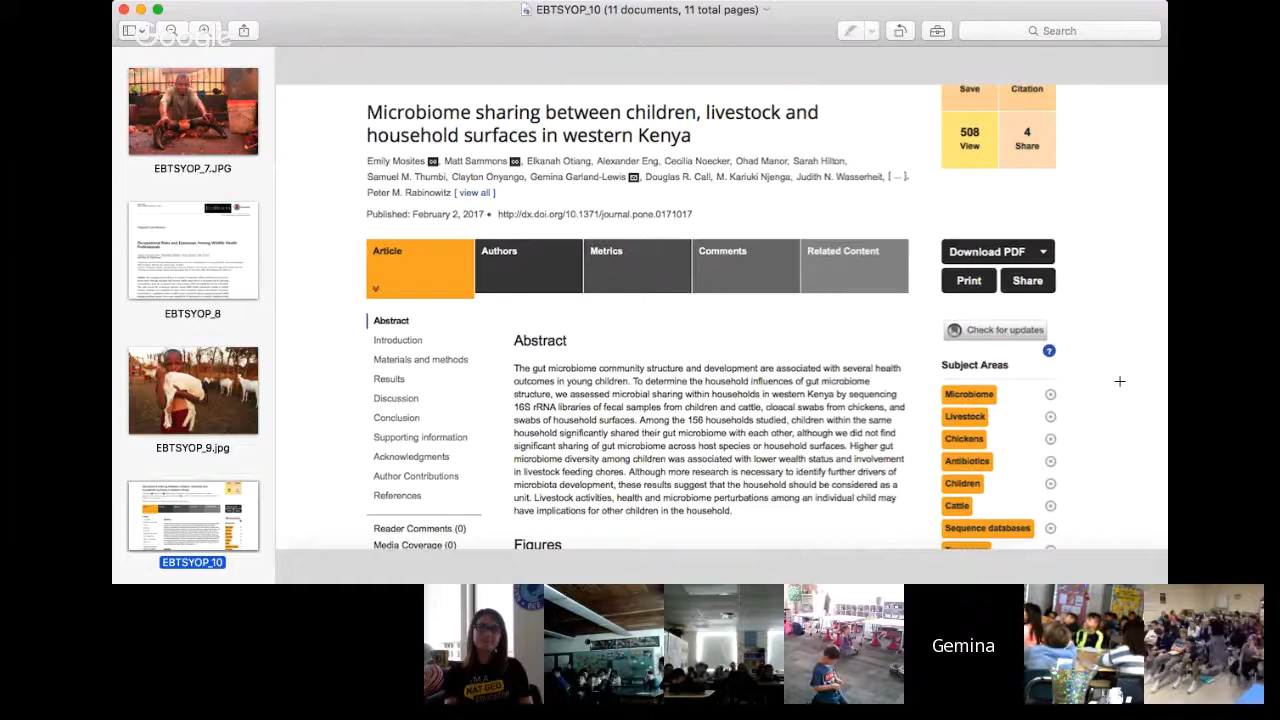 EBTSYOP_10 (11 documents, 11 total pages)
Google
Search
EBTSYOP_7.JPG
EBTSYOP_8
EBTSYOP_9.jpg
EBTSYOP_10
Microbiome sharing between children, livestock and
household surfaces in western Kenya
Emily Mosites, Matt Sammons, Elkanah Otiang, Alexander Eng, Cecilia Noecker, Ohad Manor, Sarah Hilton,
Samuel M. Thumbi, Clayton Onyango, Gemina Garland-Lewis, Douglas R. Call, M. Kariuki Njenga, Judith N. Wasserheit, [ ... ],
Peter M. Rabinowitz [ view all ]
Published: February 2, 2017 • http://dx.doi.org/10.1371/journal.pone.0171017
Save
Citation
508
View
4
Share
Article
Authors
Metrics
Comments
Related Content
Download PDF
Print
Share
Abstract
Introduction
Materials and methods
Results
Discussion
Conclusion
Supporting information
Acknowledgments
Author Contributions
References
Reader Comments (0)
Media Coverage (0)
Abstract
The gut microbiome community structure and development are associated with several health
outcomes in young children. To determine the household influences of gut microbiome
structure, we assessed microbial sharing within households in western Kenya by sequencing
16S rRNA libraries of fecal samples from children and cattle, cloacal swabs from chickens, and
swabs of household surfaces. Among the 156 households studied, children within the same
household significantly shared their gut microbiome with each other, although we did not find
significant sharing of gut microbiome across host species or household surfaces. Higher gut
microbiome diversity among children was associated with lower wealth status and involvement
in livestock feeding chores. Although more research is necessary to identify further drivers of
microbiota development, these results suggest that the household should be considered as a
unit. Livestock activities, health and microbiome perturbations among an individual child may
have implications for other children in the household.
Figures
Check for updates
?
Subject Areas
Microbiome
Livestock
Chickens
Antibiotics
Children
Cattle
Sequence databases
Gemina
I'M A
NAT GEO